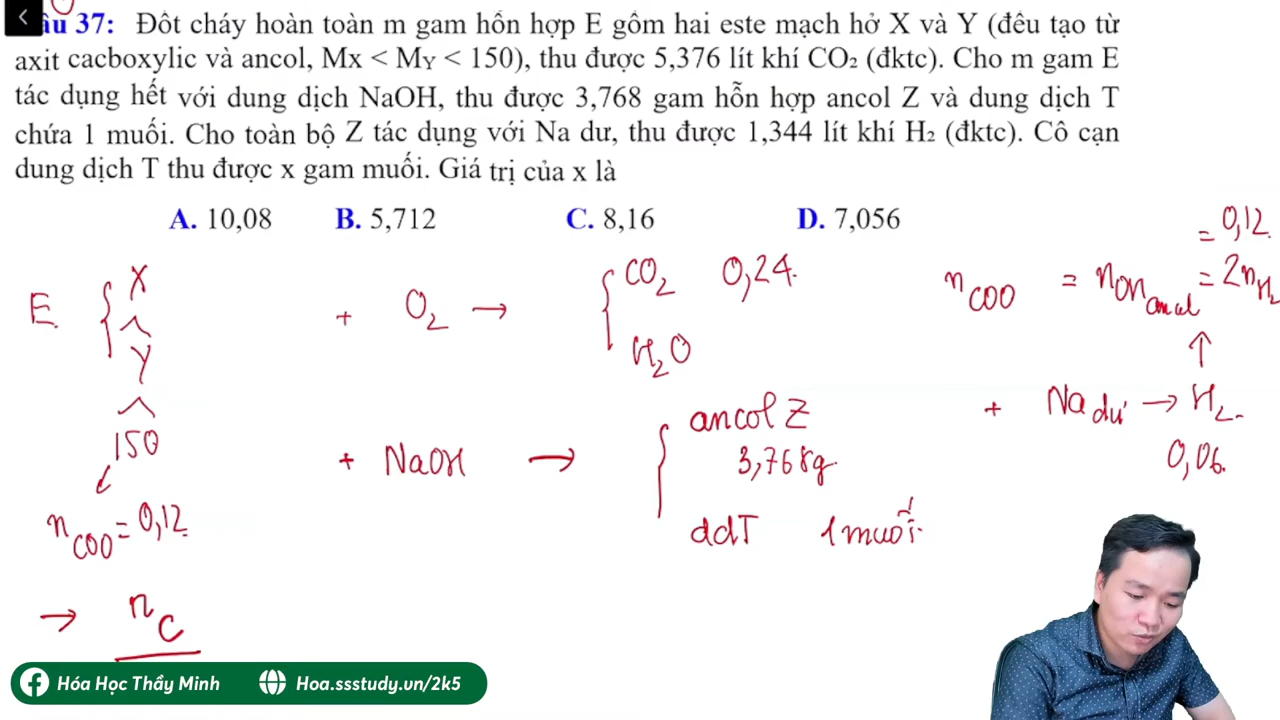 âu 37: Đốt cháy hoàn toàn m gam hỗn hợp E gồm hai este mạch hở X và Y (đều tạo từ
axit cacboxylic và ancol, Mx < MY < 150), thu được 5,376 lít khí CO₂ (đktc). Cho m gam E
tác dụng hết với dung dịch NaOH, thu được 3,768 gam hỗn hợp ancol Z và dung dịch T
chứa 1 muối. Cho toàn bộ Z tác dụng với Na dư, thu được 1,344 lít khí H₂ (đktc). Cô cạn
dung dịch T thu được x gam muối. Giá trị của x là
A. 10,08 B. 5,712 C. 8,16 D. 7,056
= 0,12
E { X + O₂ → { CO₂ 0,24 n COO = n OH ancol = 2nH₂
^
Y H₂O ↑
^
150 + NaOH → { ancol Z + Na dư → H₂
3,768g 0,06
n COO = 0,12 ddT 1 muối
→ n C
Hóa Học Thầy Minh Hoa.ssstudy.vn/2k5